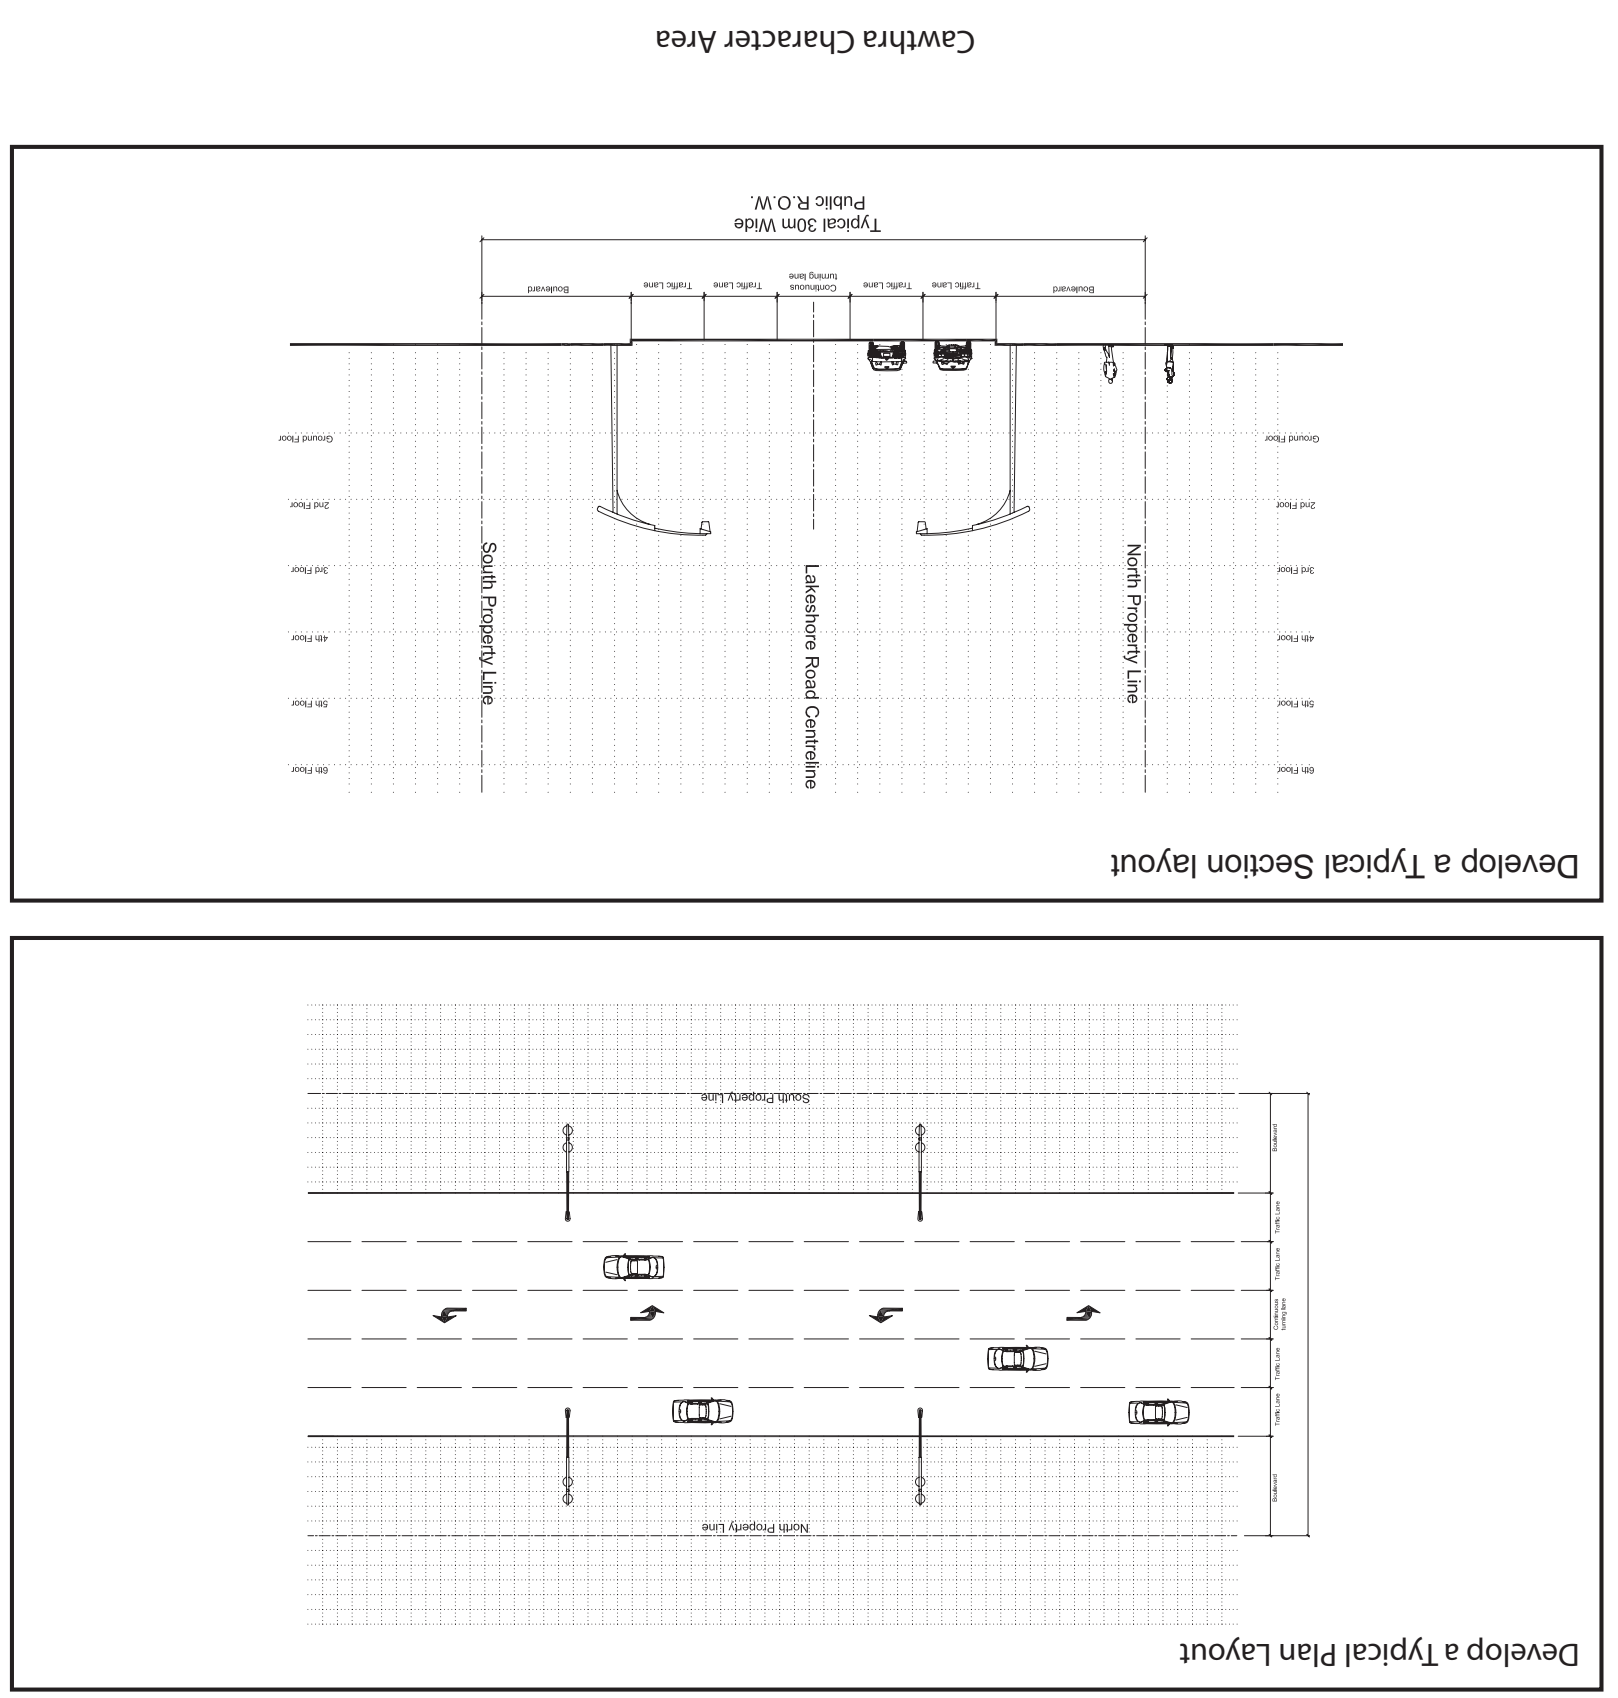 Develop a Typical Plan Layout
North Property Line
Boulevard
Traffic Lane
Traffic Lane
Continuous
turning lane
Traffic Lane
Traffic Lane
Boulevard
South Property Line
Develop a Typical Section layout
6th Floor
6th Floor
5th Floor
5th Floor
4th Floor
4th Floor
3rd Floor
3rd Floor
2nd Floor
2nd Floor
Ground Floor
Ground Floor
North Property Line
Lakeshore Road Centreline
South Property Line
Boulevard
Traffic Lane
Traffic Lane
Continuous
turning lane
Traffic Lane
Traffic Lane
Boulevard
Typical 30m Wide
Public R.O.W.
Cawthra Character Area